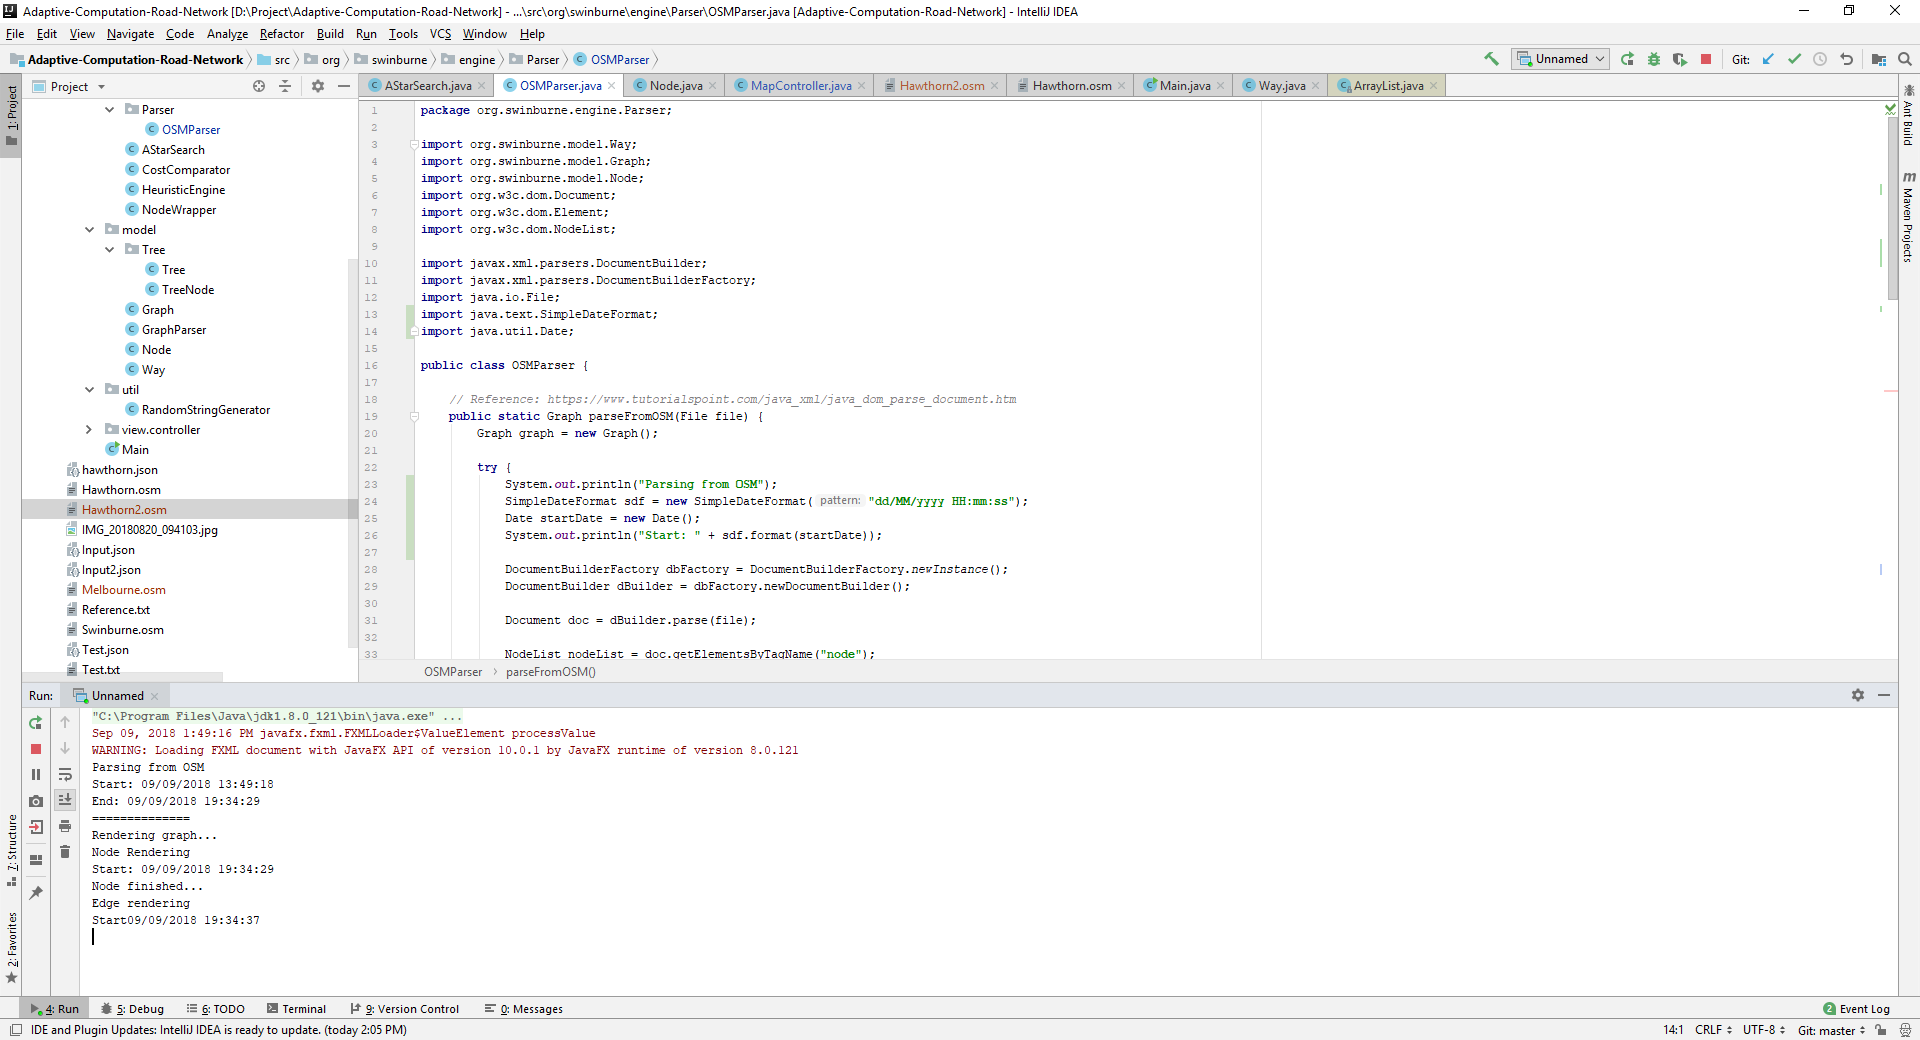 Adaptive-Computation-Road-Network [D:\Project\Adaptive-Computation-Road-Network] - ...\src\org\swinburne\engine\Parser\OSMParser.java [Adaptive-Computation-Road-Network] - IntelliJ IDEA
File Edit View Navigate Code Analyze Refactor Build Run Tools VCS Window Help
Adaptive-Computation-Road-Network src org swinburne engine Parser OSMParser Unnamed Git:
1: Project
Project
AStarSearch.java OSMParser.java Node.java MapController.java Hawthorn2.osm Hawthorn.osm Main.java Way.java ArrayList.java
Parser
OSMParser
AStarSearch
CostComparator
HeuristicEngine
NodeWrapper
model
Tree
Tree
TreeNode
Graph
GraphParser
Node
Way
util
RandomStringGenerator
view.controller
Main
hawthorn.json
Hawthorn.osm
Hawthorn2.osm
IMG_20180820_094103.jpg
Input.json
Input2.json
Melbourne.osm
Reference.txt
Swinburne.osm
Test.json
Test.txt
1 package org.swinburne.engine.Parser;
2
3 import org.swinburne.model.Way;
4 import org.swinburne.model.Graph;
5 import org.swinburne.model.Node;
6 import org.w3c.dom.Document;
7 import org.w3c.dom.Element;
8 import org.w3c.dom.NodeList;
9
10 import javax.xml.parsers.DocumentBuilder;
11 import javax.xml.parsers.DocumentBuilderFactory;
12 import java.io.File;
13 import java.text.SimpleDateFormat;
14 import java.util.Date;
15
16 public class OSMParser {
17
18 // Reference: https://www.tutorialspoint.com/java_xml/java_dom_parse_document.htm
19 public static Graph parseFromOSM(File file) {
20 Graph graph = new Graph();
21
22 try {
23 System.out.println("Parsing from OSM");
24 SimpleDateFormat sdf = new SimpleDateFormat( pattern: "dd/MM/yyyy HH:mm:ss");
25 Date startDate = new Date();
26 System.out.println("Start: " + sdf.format(startDate));
27
28 DocumentBuilderFactory dbFactory = DocumentBuilderFactory.newInstance();
29 DocumentBuilder dBuilder = dbFactory.newDocumentBuilder();
30
31 Document doc = dBuilder.parse(file);
32
33 NodeList nodeList = doc.getElementsByTagName("node");
OSMParser parseFromOSM()
Ant Build
Maven Projects
Run: Unnamed
"C:\Program Files\Java\jdk1.8.0_121\bin\java.exe" ...
Sep 09, 2018 1:49:16 PM javafx.fxml.FXMLLoader$ValueElement processValue
WARNING: Loading FXML document with JavaFX API of version 10.0.1 by JavaFX runtime of version 8.0.121
Parsing from OSM
Start: 09/09/2018 13:49:18
End: 09/09/2018 19:34:29
==============
Rendering graph...
Node Rendering
Start: 09/09/2018 19:34:29
Node finished...
Edge rendering
Start09/09/2018 19:34:37
7: Structure
2: Favorites
4: Run 5: Debug 6: TODO Terminal 9: Version Control 0: Messages 2 Event Log
IDE and Plugin Updates: IntelliJ IDEA is ready to update. (today 2:05 PM) 14:1 CRLF UTF-8 Git: master